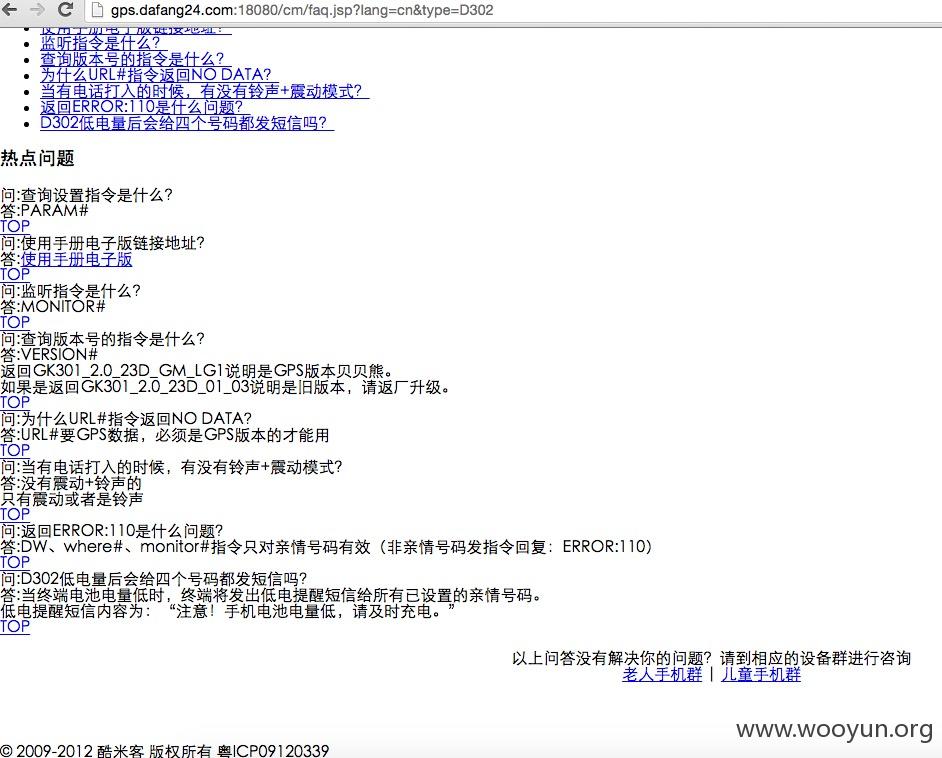 gps.dafang24.com:18080/cm/faq.jsp?lang=cn&type=D302
使用手册电子版链接地址？
监听指令是什么？
查询版本号的指令是什么？
为什么URL#指令返回NO DATA？
当有电话打入的时候，有没有铃声+震动模式？
返回ERROR:110是什么问题？
D302低电量后会给四个号码都发短信吗？
热点问题
问:查询设置指令是什么？
答:PARAM#
TOP
问:使用手册电子版链接地址？
答:使用手册电子版
TOP
问:监听指令是什么？
答:MONITOR#
TOP
问:查询版本号的指令是什么？
答:VERSION#
返回GK301_2.0_23D_GM_LG1说明是GPS版本贝贝熊。
如果是返回GK301_2.0_23D_01_03说明是旧版本，请返厂升级。
TOP
问:为什么URL#指令返回NO DATA？
答:URL#要GPS数据，必须是GPS版本的才能用
TOP
问:当有电话打入的时候，有没有铃声+震动模式？
答:没有震动+铃声的
只有震动或者是铃声
TOP
问:返回ERROR:110是什么问题？
答:DW、where#、monitor#指令只对亲情号码有效（非亲情号码发指令回复：ERROR:110）
TOP
问:D302低电量后会给四个号码都发短信吗？
答:当终端电池电量低时，终端将发出低电提醒短信给所有已设置的亲情号码。
低电提醒短信内容为：“注意！手机电池电量低，请及时充电。”
TOP
以上问答没有解决你的问题？请到相应的设备群进行咨询
老人手机群 | 儿童手机群
www.wooyun.org
© 2009-2012 酷米客 版权所有 粤ICP09120339